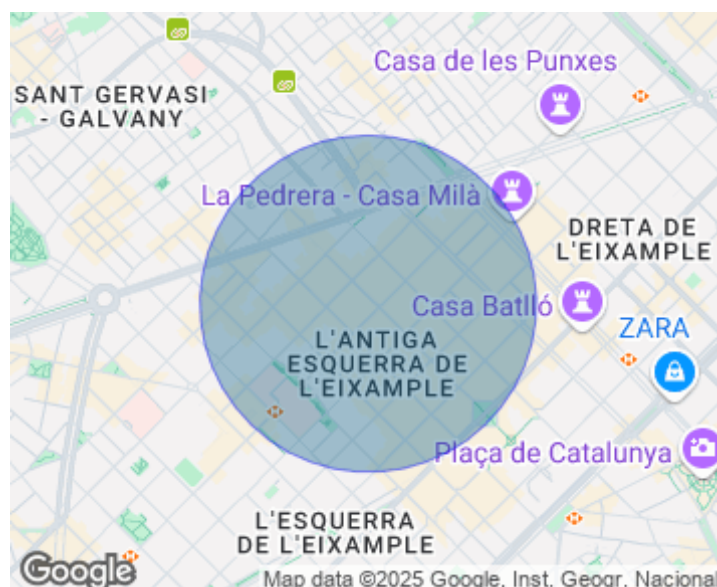 Casa de les Punxes
SANT GERVASI
- GALVANY
La Pedrera - Casa Milà
DRETA DE
L'EIXAMPLE
Casa Batlló
ZARA
L'ANTIGA
ESQUERRA DE
L'EIXAMPLE
Plaça de Catalunya
L'ESQUERRA
DE L'EIXAMPLE
Google
Map data ©2025 Google, Inst. Geogr. Nacional